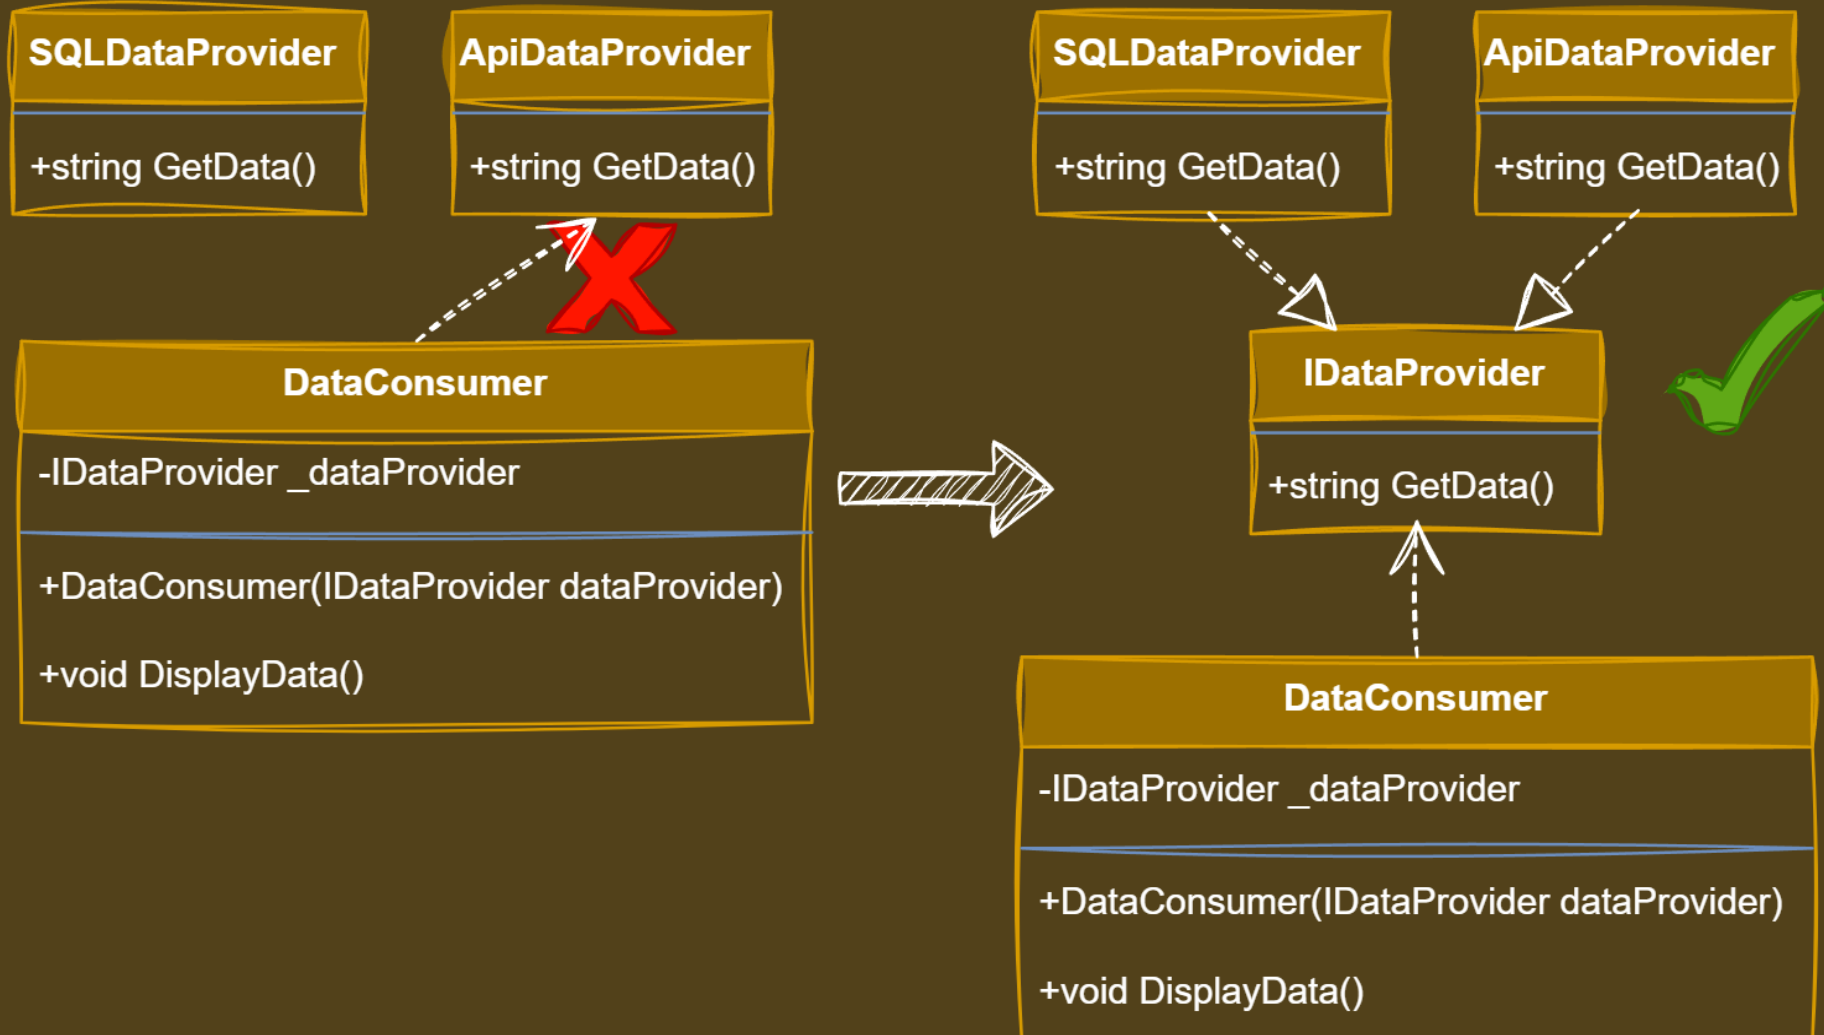 SQLDataProvider
+string GetData()
ApiDataProvider
+string GetData()
DataConsumer
-IDataProvider _dataProvider
+DataConsumer(IDataProvider dataProvider)
+void DisplayData()
SQLDataProvider
+string GetData()
ApiDataProvider
+string GetData()
IDataProvider
+string GetData()
DataConsumer
-IDataProvider _dataProvider
+DataConsumer(IDataProvider dataProvider)
+void DisplayData()